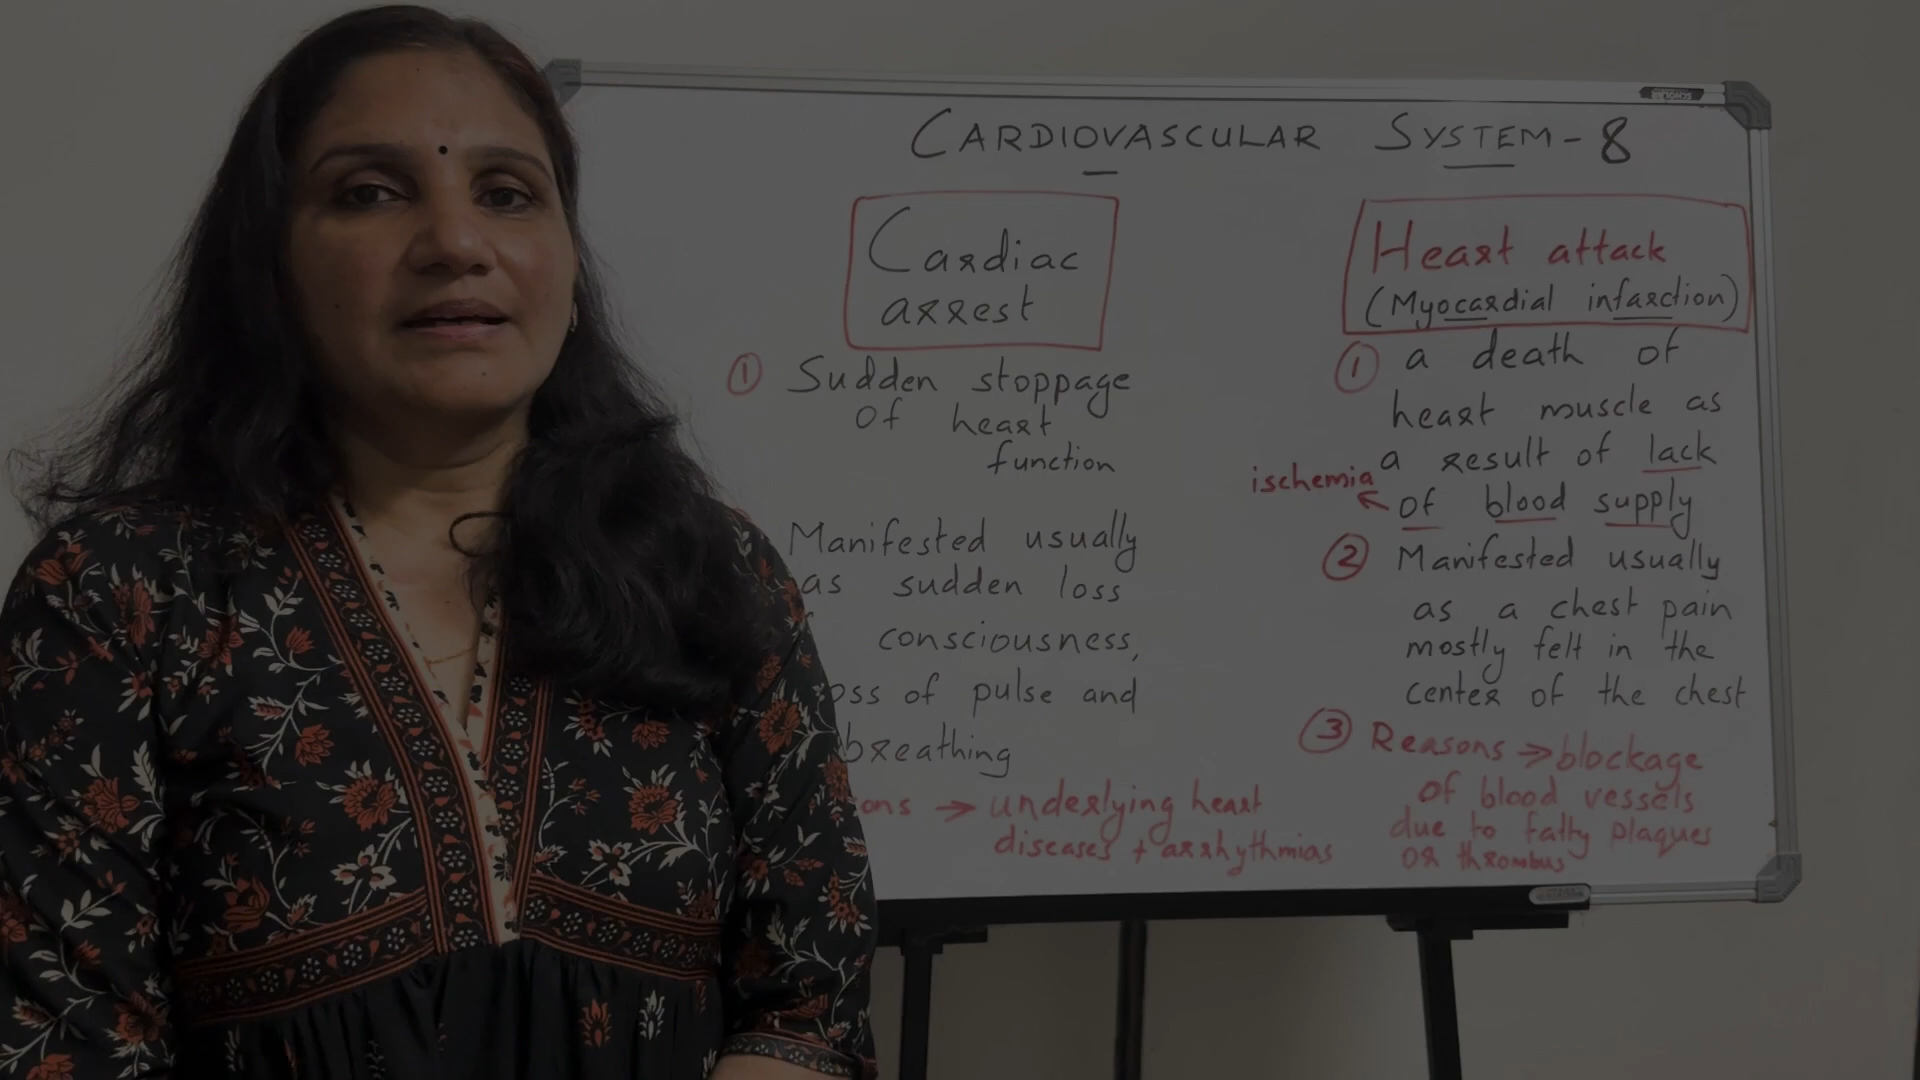 CARDIOVASCULAR SYSTEM - 8
Cardiac
arrest
① Sudden stoppage
of heart
function
Manifested usually
as sudden loss
consciousness,
oss of pulse and
breathing
ons → underlying heart
diseases + arrhythmias
Heart attack
(Myocardial infarction)
① a death of
heart muscle as
a result of lack
ischemia ← of blood supply
② Manifested usually
as a chest pain
mostly felt in the
center of the chest
③ Reasons → blockage
of blood vessels
due to fatty plaques
or thrombus